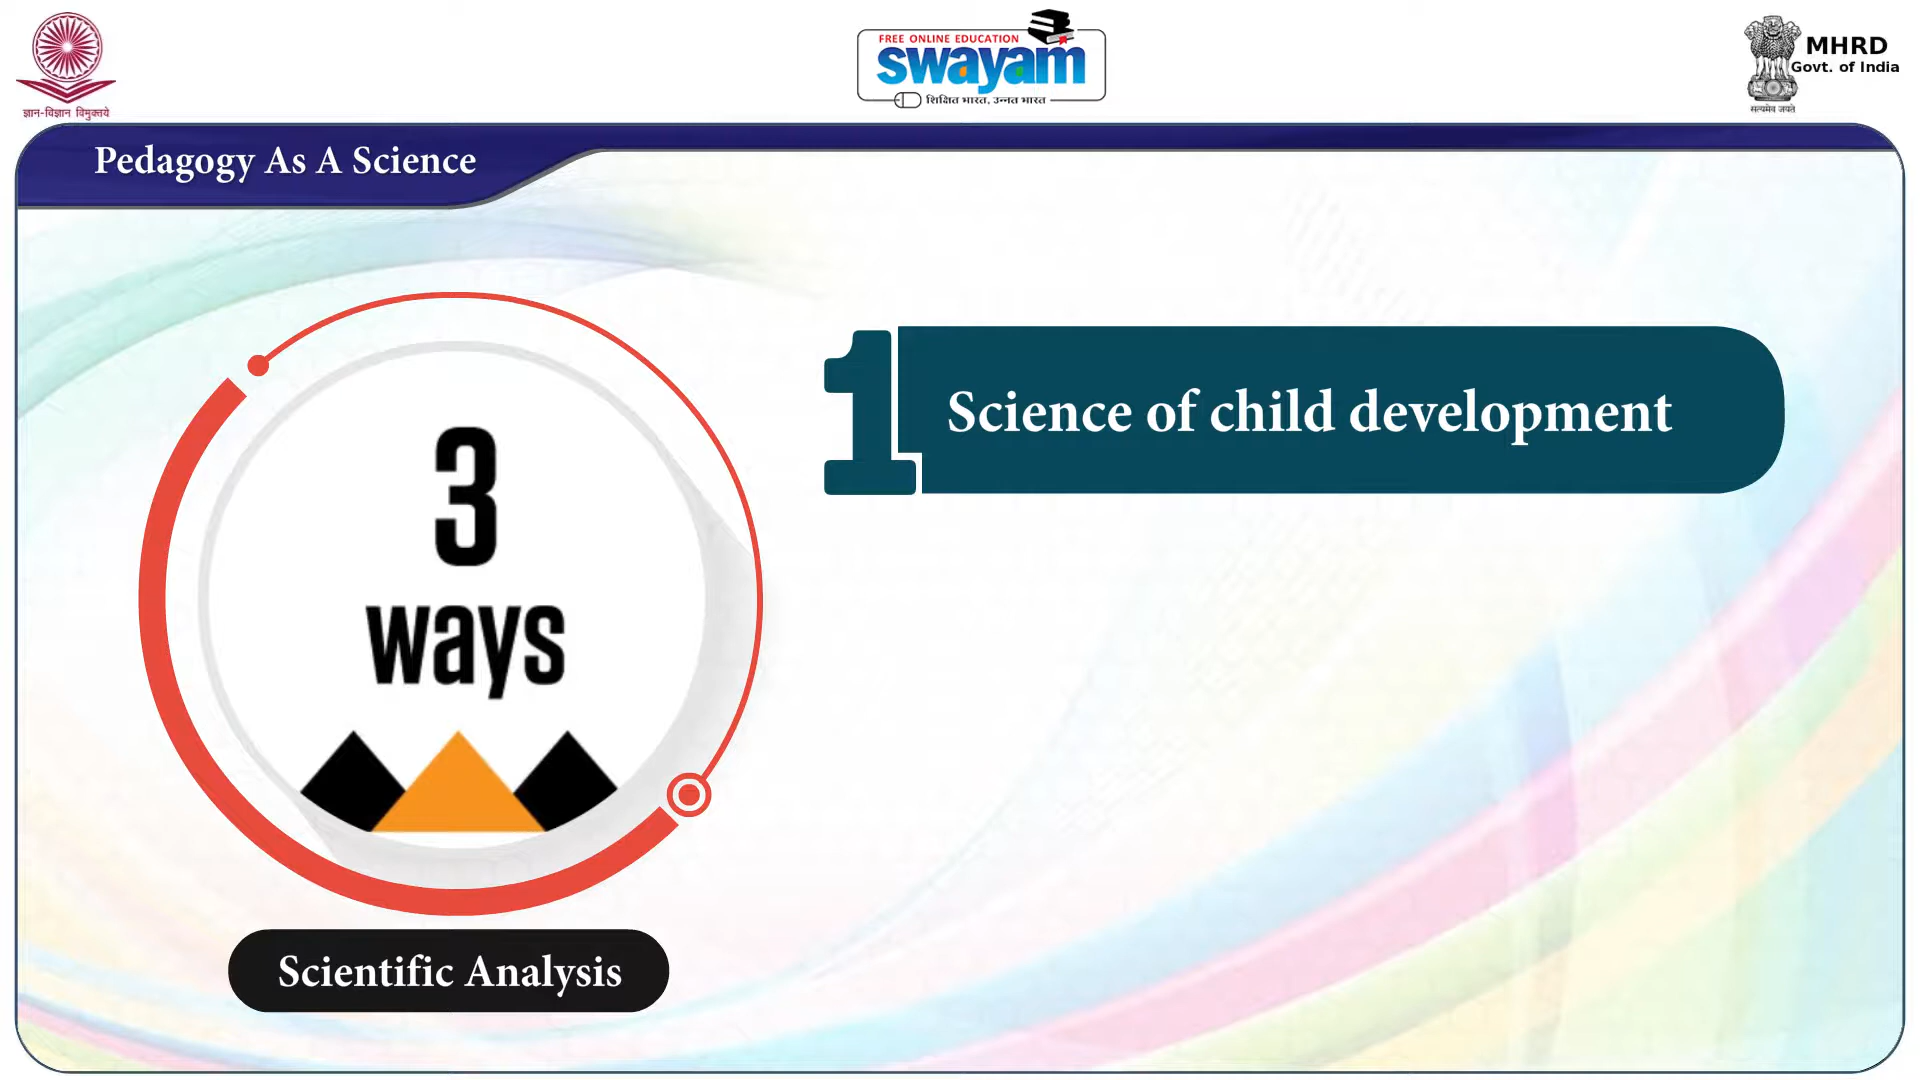 ज्ञान-विज्ञान विमुक्तये
FREE ONLINE EDUCATION
swayam
शिक्षित भारत, उन्नत भारत
MHRD
Govt. of India
सत्यमेव जयते
Pedagogy As A Science
1
Science of child development
3
ways
Scientific Analysis